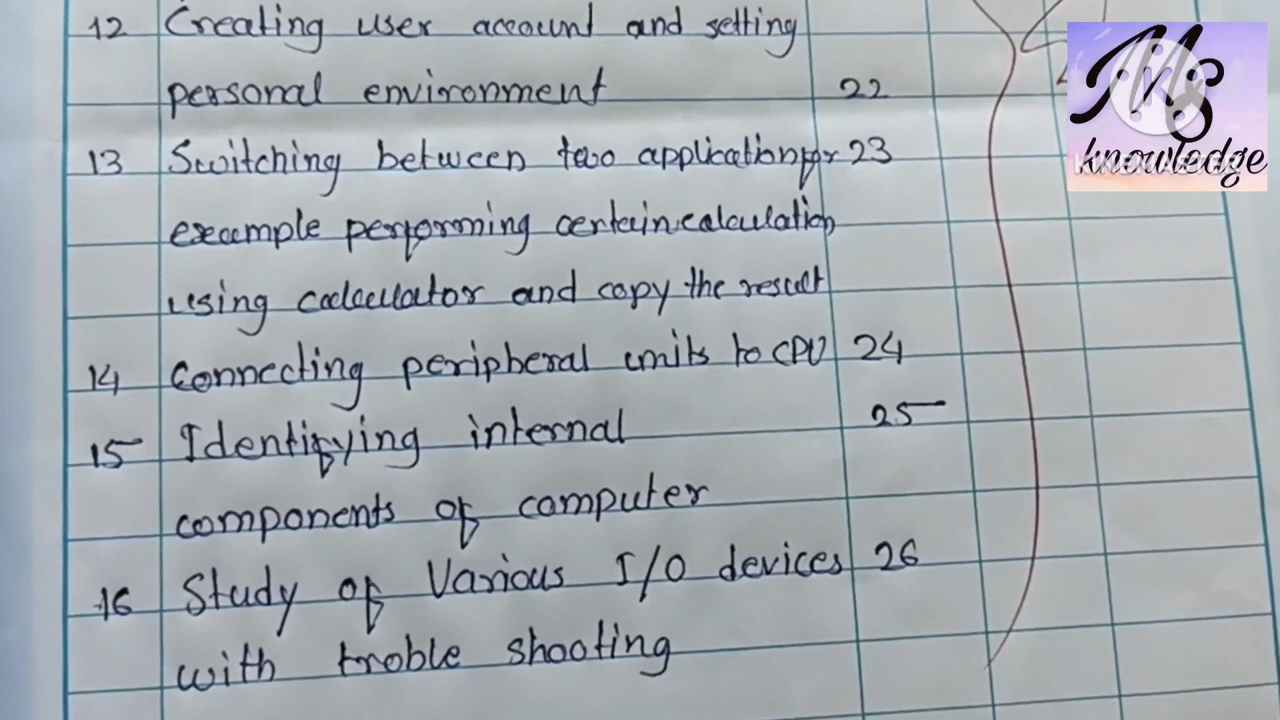 12 Creating user account and setting
personal environment 22
13 Switching between two application for 23
example performing certain calculation
using calculator and copy the result
14 Connecting peripheral units to CPU 24
15 Identifying internal 25
components of computer
16 Study of Various I/O devices 26
with troble shooting
MS
knowledge